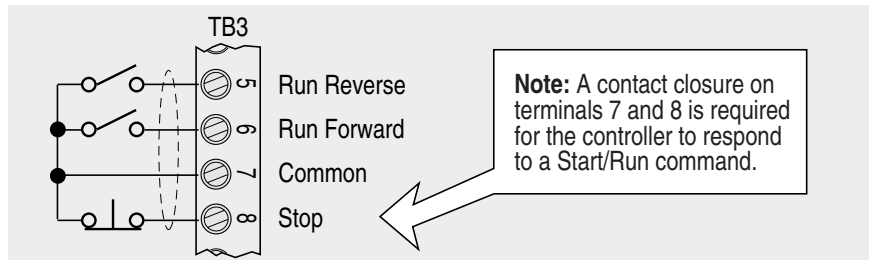 TB3
5 Run Reverse
6 Run Forward
7 Common
8 Stop
Note: A contact closure on
terminals 7 and 8 is required
for the controller to respond
to a Start/Run command.